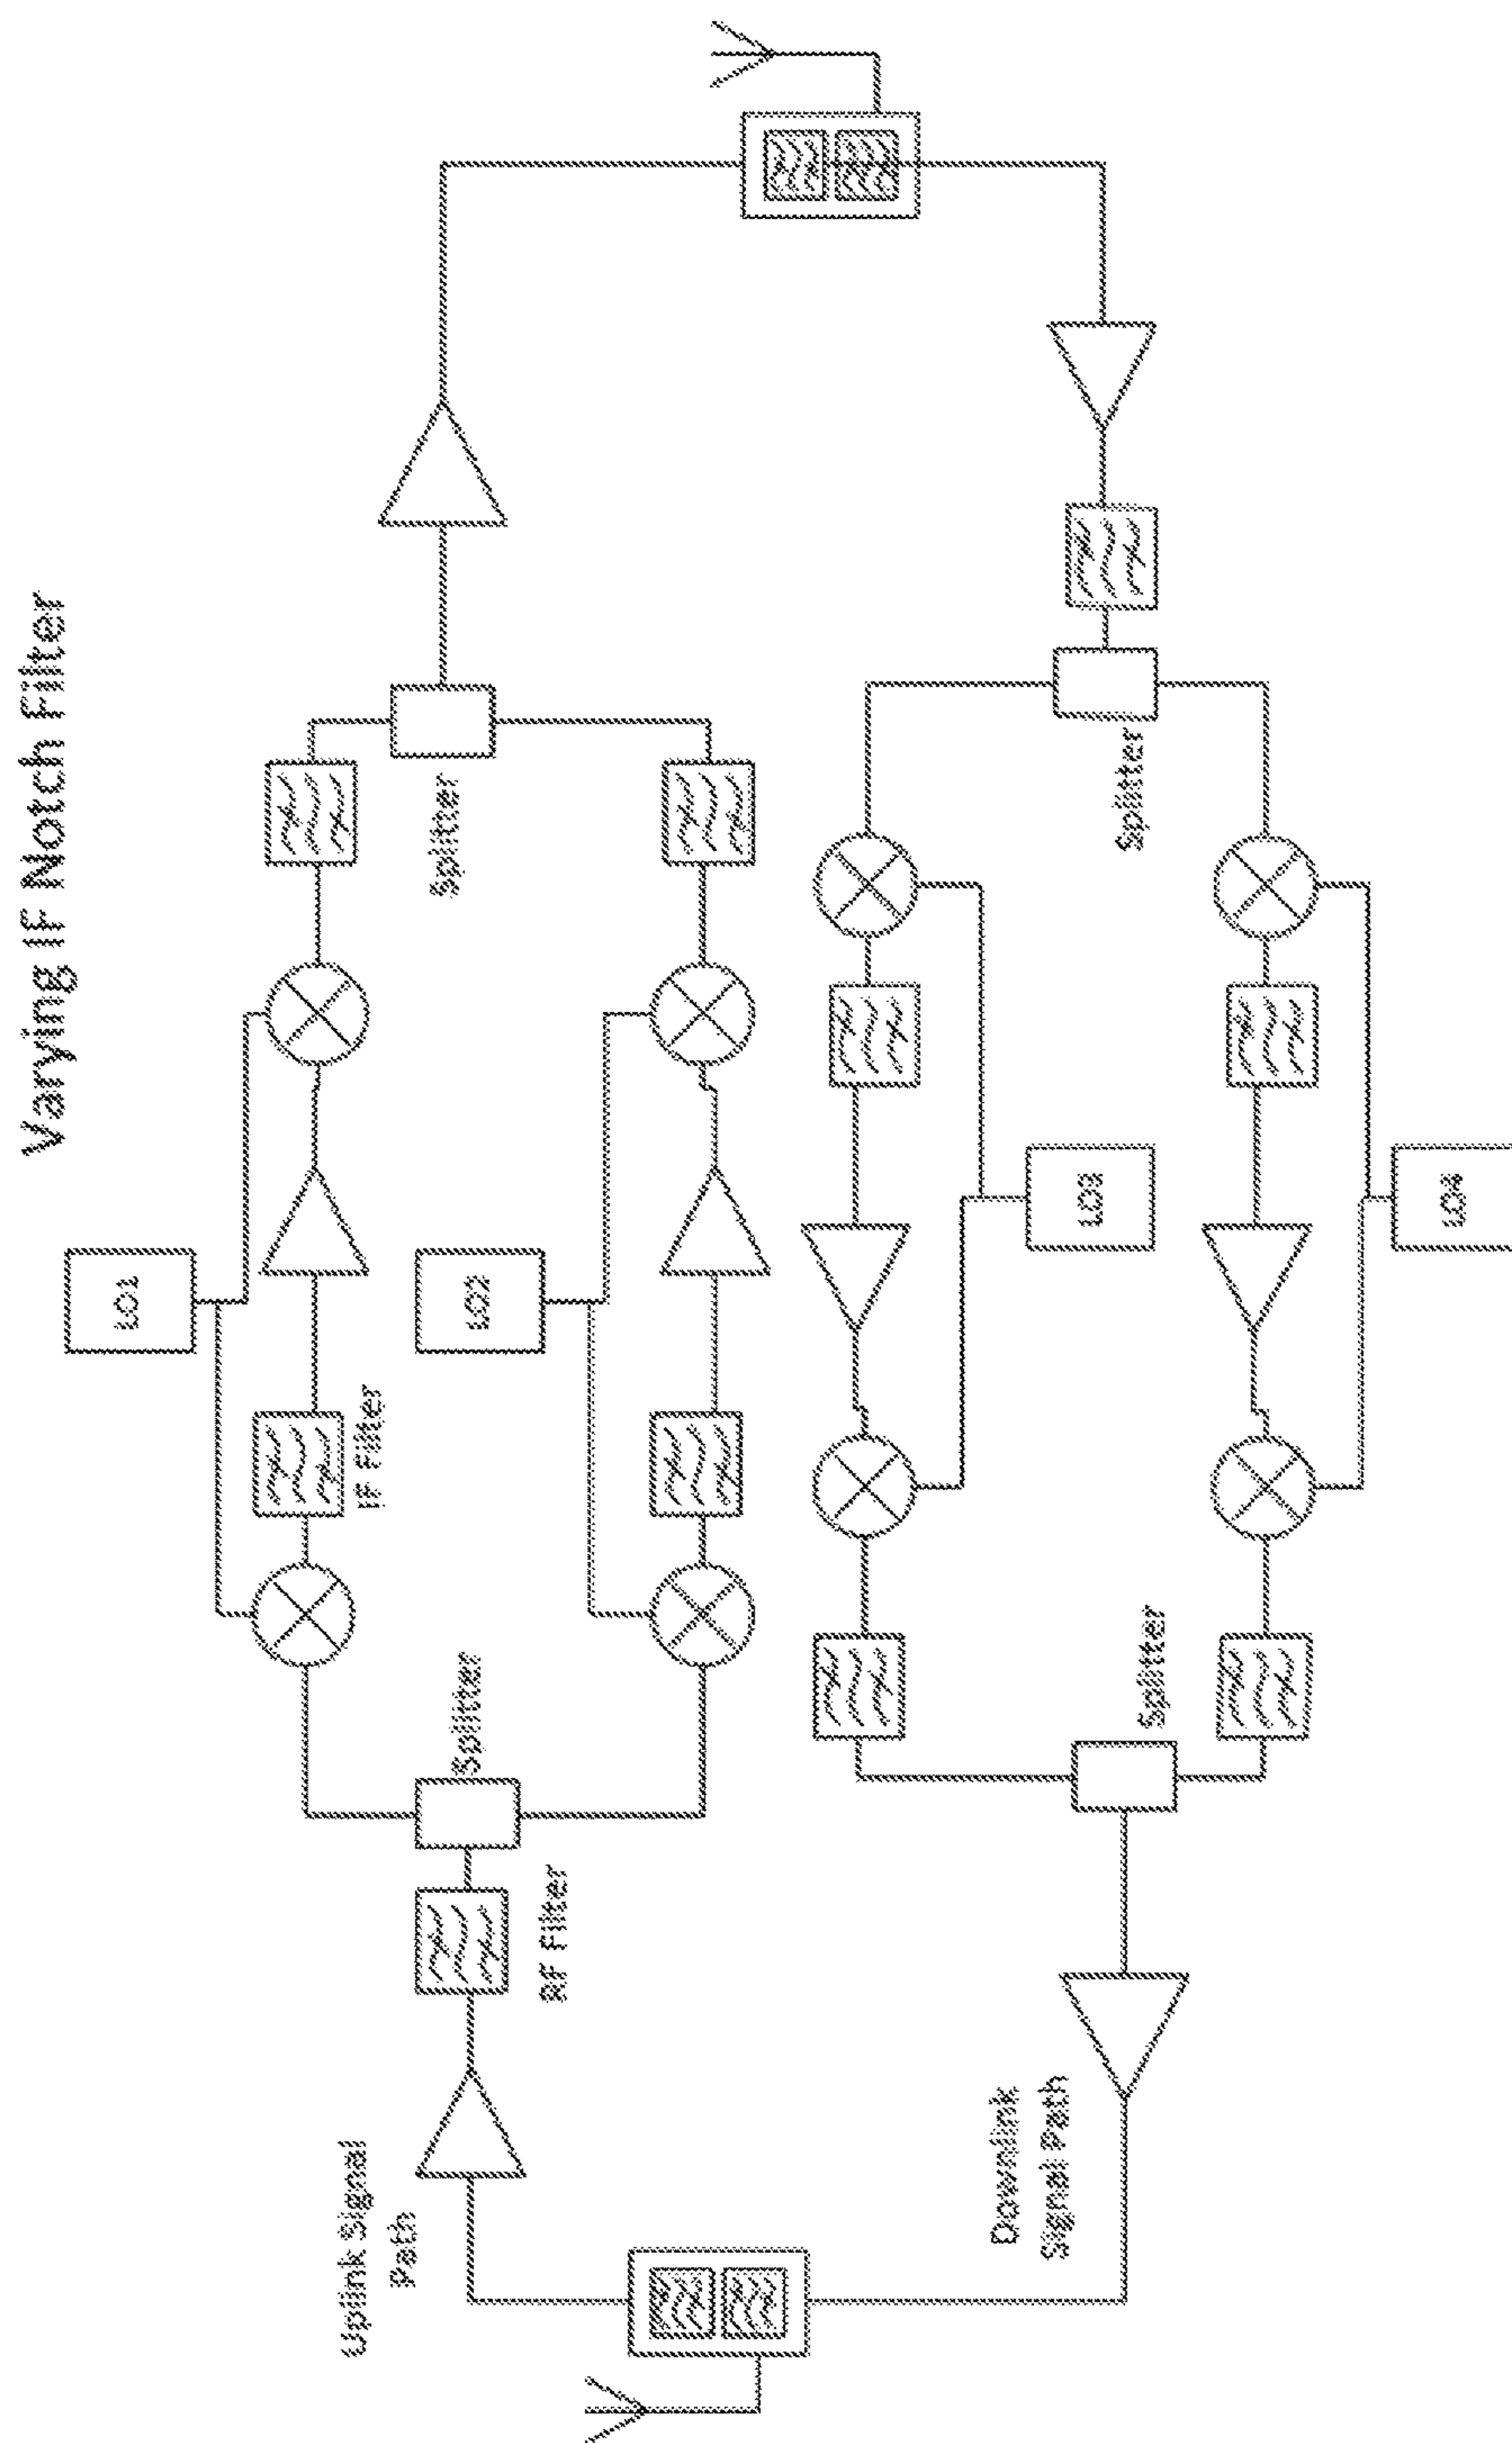 Varying IF Notch Filter
LO1
IF Filter
Splitter
LO2
Uplink Signal
Path
RF Filter
Splitter
Downlink
Signal Path
Splitter
LO3
Splitter
LO4